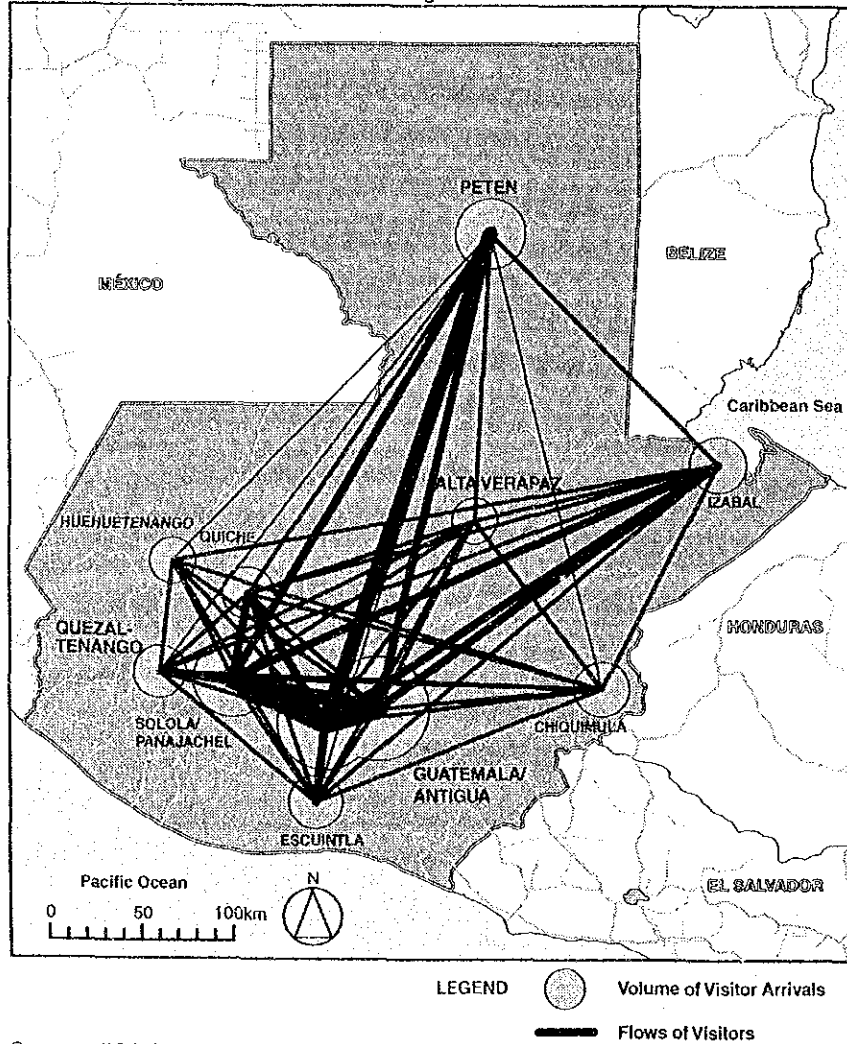 PETEN
BELIZE
MÉXICO
Caribbean Sea
ALTA VERAPAZ
IZABAL
HUEHUETENANGO
QUICHE
QUEZAL-
TENANGO
HONDURAS
SOLOLA/
PANAJACHEL
CHIQUIMULA
GUATEMALA/
ANTIGUA
ESCUINTLA
Pacific Ocean
N
EL SALVADOR
0 50 100km
LEGEND
Volume of Visitor Arrivals
Flows of Visitors